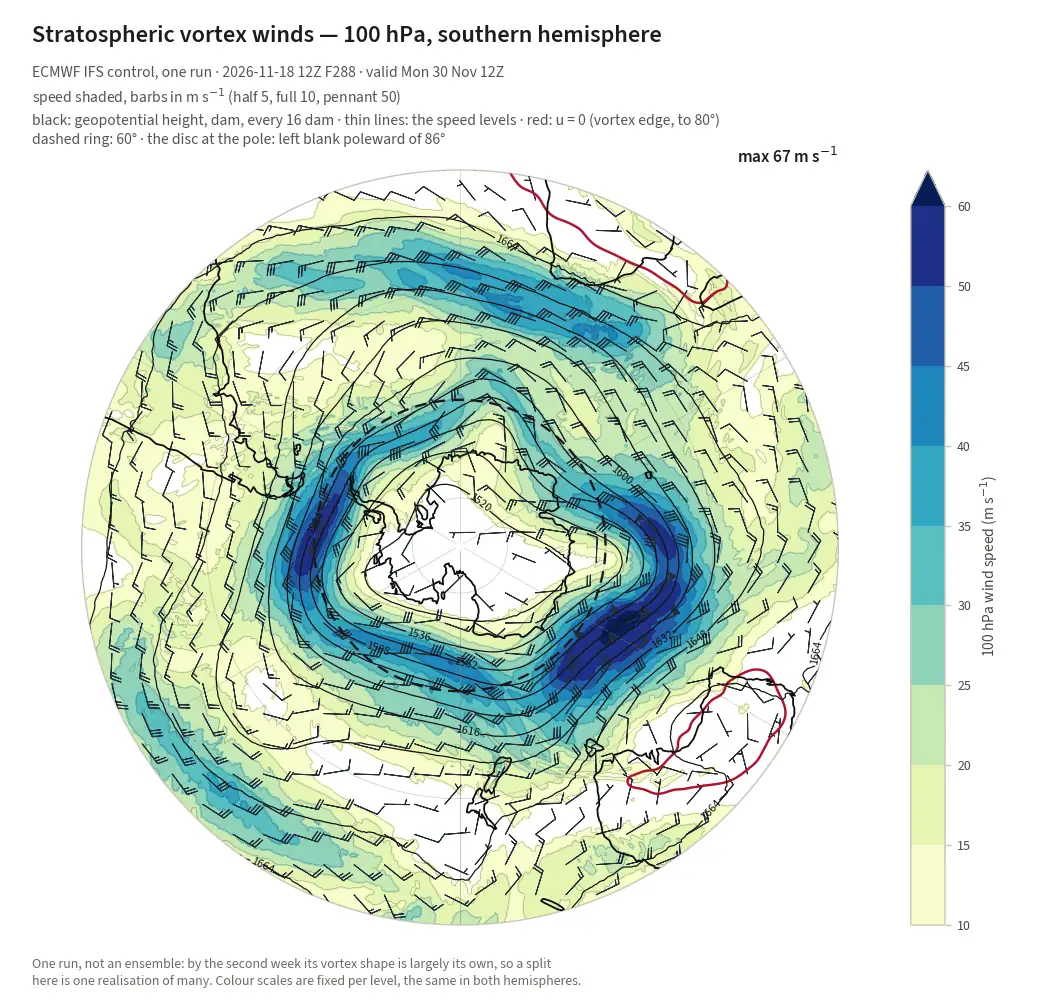 Stratospheric vortex winds — 100 hPa, southern hemisphere
ECMWF IFS control, one run · 2026-11-18 12Z F288 · valid Mon 30 Nov 12Z
speed shaded, barbs in m s⁻¹ (half 5, full 10, pennant 50)
black: geopotential height, dam, every 16 dam · thin lines: the speed levels · red: u = 0 (vortex edge, to 80°)
dashed ring: 60° · the disc at the pole: left blank poleward of 86°
max 67 m s⁻¹
60
50
45
40
35
30
25
20
15
10
100 hPa wind speed (m s⁻¹)
1664
1600
1520
1536
1568
1552
1632
1648
1664
1616
1664
1664
One run, not an ensemble: by the second week its vortex shape is largely its own, so a split
here is one realisation of many. Colour scales are fixed per level, the same in both hemispheres.